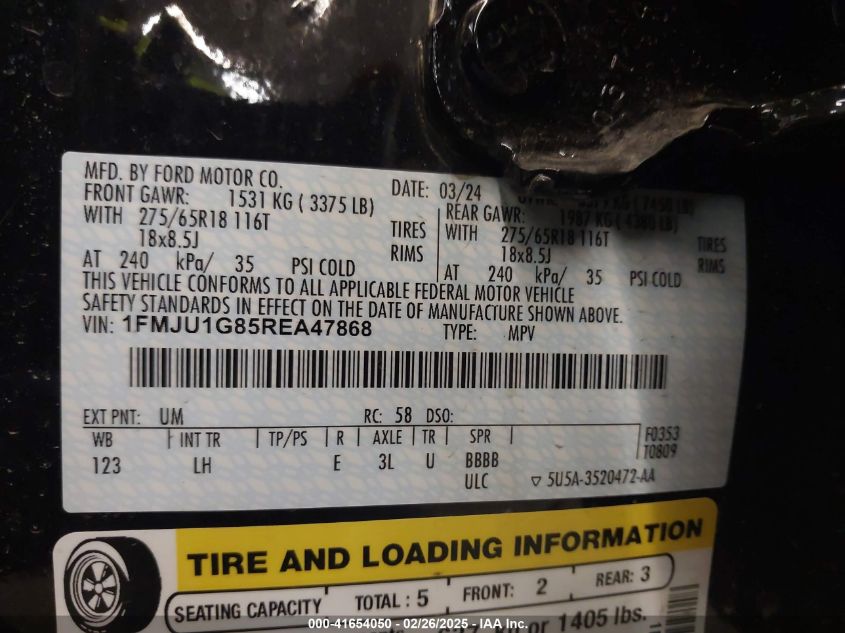 MFD. BY FORD MOTOR CO. DATE: 03/24
FRONT GAWR: 1531 KG ( 3375 LB) REAR GAWR: 1987 KG ( 4380 LB)
WITH 275/65R18 116T TIRES WITH 275/65R18 116T TIRES
18x8.5J RIMS 18x8.5J RIMS
AT 240 kPa/ 35 PSI COLD AT 240 kPa/ 35 PSI COLD
THIS VEHICLE CONFORMS TO ALL APPLICABLE FEDERAL MOTOR VEHICLE
SAFETY STANDARDS IN EFFECT ON THE DATE OF MANUFACTURE SHOWN ABOVE.
VIN: 1FMJU1G85REA47868 TYPE: MPV
EXT PNT: UM RC: 58 DSO:
WB INT TR TP/PS R AXLE TR SPR F0353
T0809
123 LH E 3L U BBBB
ULC ▽ 5U5A-3520472-AA
TIRE AND LOADING INFORMATION
SEATING CAPACITY TOTAL : 5 FRONT: 2 REAR: 3
or 1405 lbs.
000-41654050 - 02/26/2025 - IAA Inc.